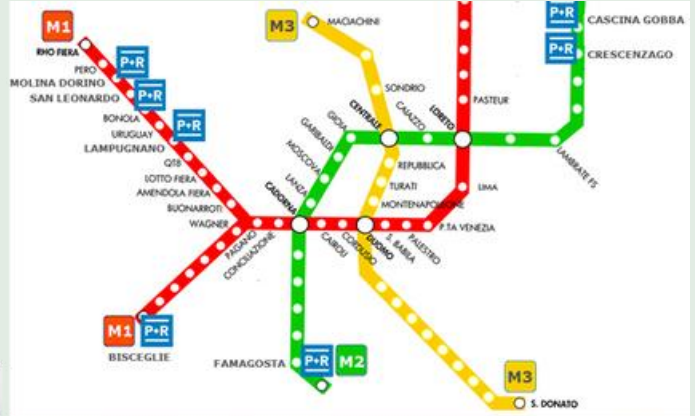 M1
RHO FIERA
PERO
P+R
MOLINA DORINO
SAN LEONARDO
P+R
BONOLA
URUGUAY
P+R
LAMPUGNANO
QT8
LOTTO FIERA
AMENDOLA FIERA
BUONARROTI
WAGNER
PAGANO
CONCILIAZIONE
M1
P+R
BISCEGLIE
M3
MACIACHINI
SONDRIO
CENTRALE
CAIAZZO
LORETO
PASTEUR
P+R
CASCINA GOBBA
P+R
CRESCENZAGO
LAMBRATE FS
GIOIA
GARIBALDI
MOSCOVA
LANZA
CADORNA
REPUBBLICA
TURATI
MONTENAPOLEONE
LIMA
P.TA VENEZIA
CAIROLI
CORDUSIO
DUOMO
S. BABILA
PALESTRO
FAMAGOSTA
P+R
M2
M3
S. DONATO